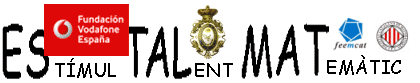 Fundación
Vodafone
España
ESTÍMUL TALENT MATEMÀTIC
feemcat